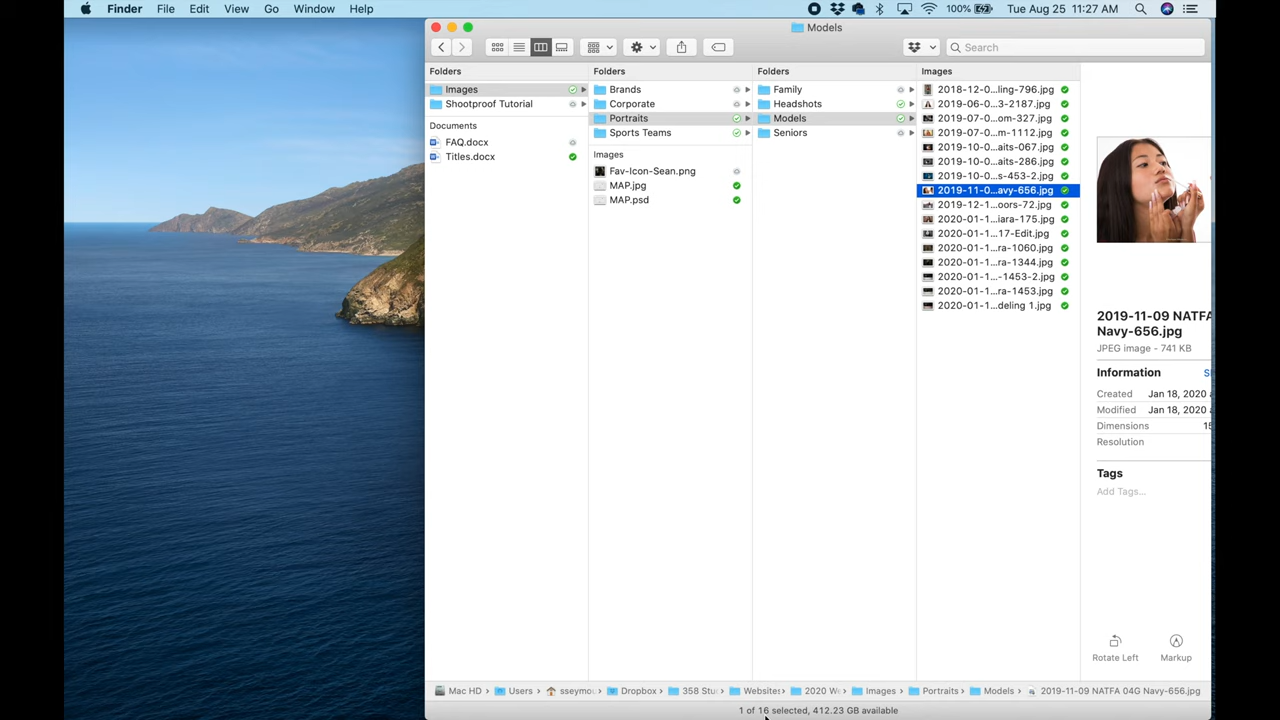 Finder File Edit View Go Window Help 100% Tue Aug 25 11:27 AM
Models
Search
Folders
Images
Shootproof Tutorial
Documents
FAQ.docx
Titles.docx
Folders
Brands
Corporate
Portraits
Sports Teams
Images
Fav-Icon-Sean.png
MAP.jpg
MAP.psd
Folders
Family
Headshots
Models
Seniors
Images
2018-12-0...ling-796.jpg
2019-06-0...3-2187.jpg
2019-07-0...om-327.jpg
2019-07-0...m-1112.jpg
2019-10-0...aits-067.jpg
2019-10-0...aits-286.jpg
2019-10-0...s-453-2.jpg
2019-11-0...avy-656.jpg
2019-12-1...oors-72.jpg
2020-01-1...iara-175.jpg
2020-01-1...17-Edit.jpg
2020-01-1...ra-1060.jpg
2020-01-1...ra-1344.jpg
2020-01-1...-1453-2.jpg
2020-01-1...ra-1453.jpg
2020-01-1...deling 1.jpg
2019-11-09 NATFA
Navy-656.jpg
JPEG image - 741 KB
Information
Created Jan 18, 2020
Modified Jan 18, 2020
Dimensions 15
Resolution
Tags
Add Tags...
Rotate Left Markup
Mac HD › Users › sseymou › Dropbox › 358 Stu › Websites › 2020 W › Images › Portraits › Models › 2019-11-09 NATFA 04G Navy-656.jpg
1 of 16 selected, 412.23 GB available